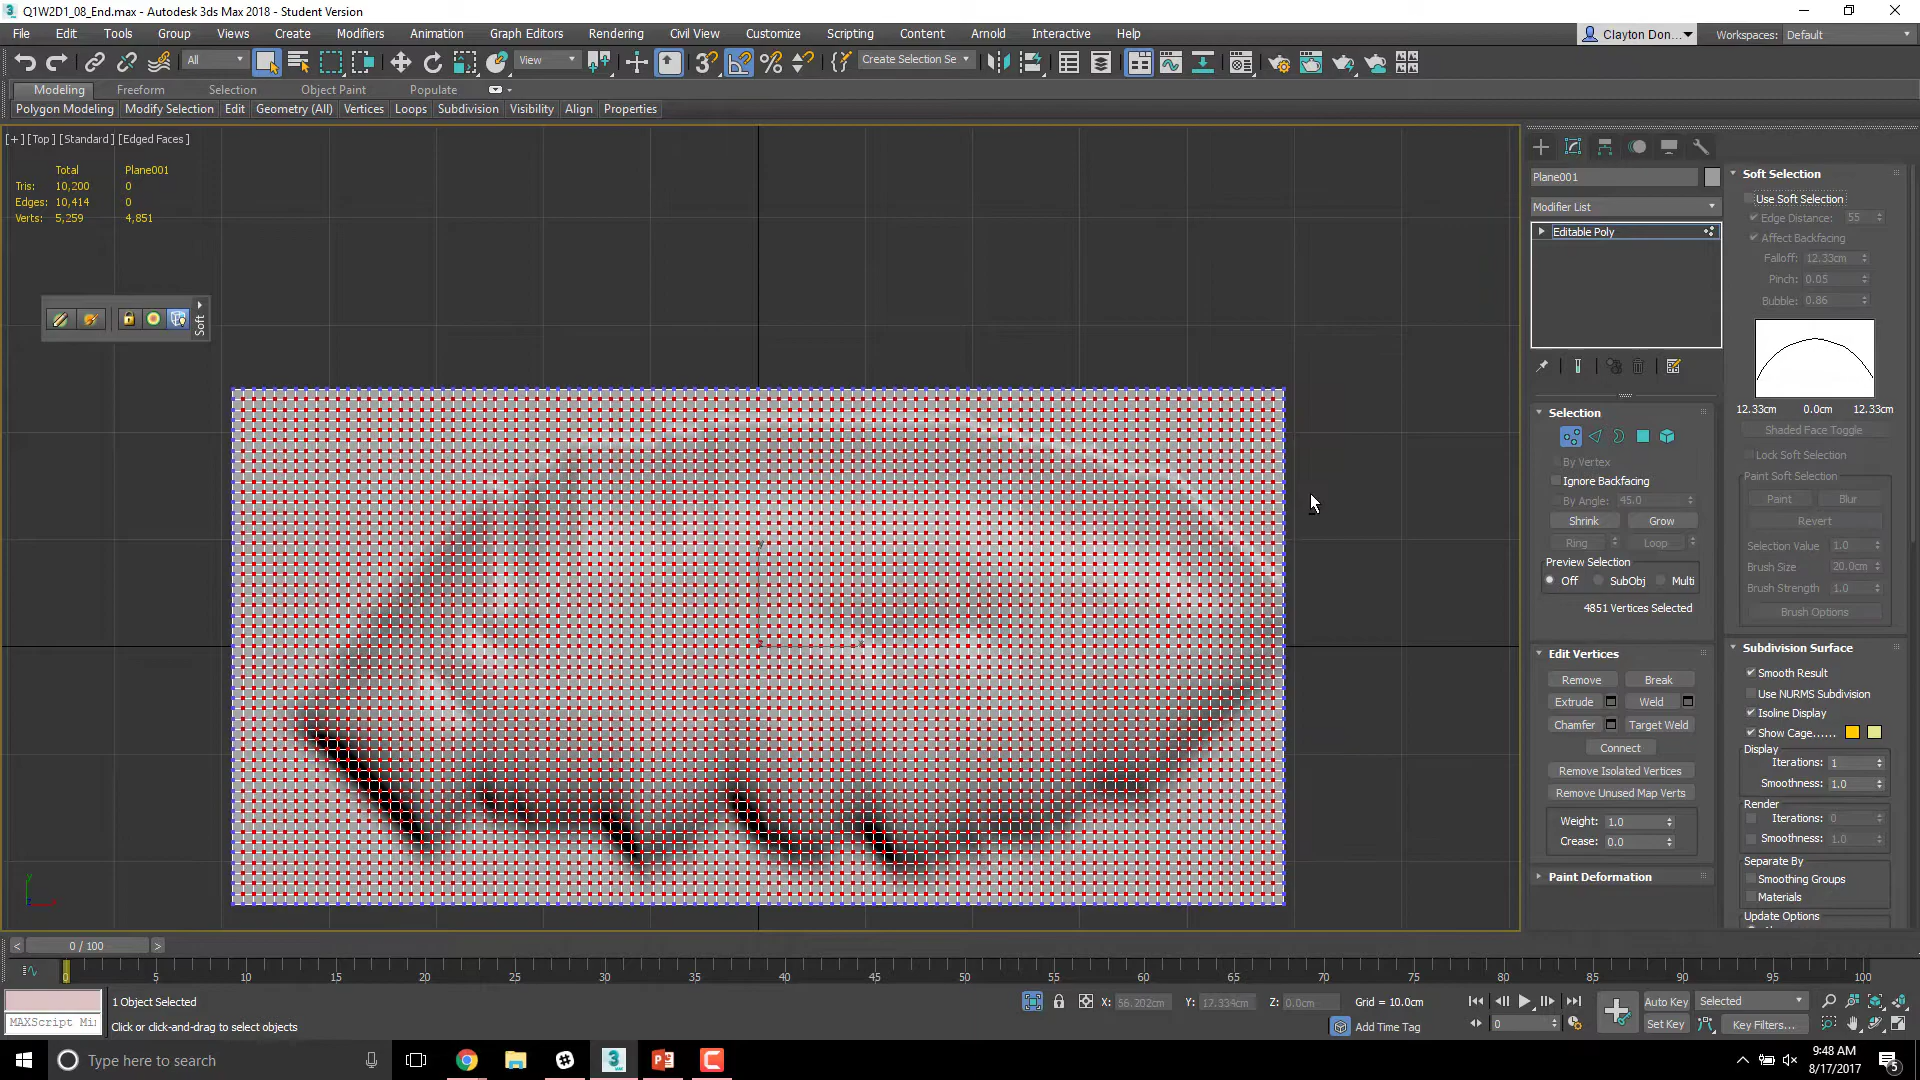 Q1W2D1_08_End.max - Autodesk 3ds Max 2018 - Student Version
File Edit Tools Group Views Create Modifiers Animation Graph Editors Rendering Civil View Customize Scripting Content Arnold Interactive Help Clayton Don... Workspaces: Default
All View Create Selection Se
Modeling Freeform Selection Object Paint Populate
Polygon Modeling Modify Selection Edit Geometry (All) Vertices Loops Subdivision Visibility Align Properties
[+] [Top] [Standard] [Edged Faces]
Total Plane001
Tris: 10,200 0
Edges: 10,414 0
Verts: 5,259 4,851
Soft
Plane001
Modifier List
Editable Poly
Selection
By Vertex
Ignore Backfacing
By Angle: 45.0
Shrink Grow
Ring Loop
Preview Selection
Off SubObj Multi
4851 Vertices Selected
Edit Vertices
Remove Break
Extrude Weld
Chamfer Target Weld
Connect
Remove Isolated Vertices
Remove Unused Map Verts
Weight: 1.0
Crease: 0.0
Paint Deformation
Soft Selection
Use Soft Selection
Edge Distance: 55
Affect Backfacing
Falloff: 12.33cm
Pinch: 0.05
Bubble: 0.86
12.33cm 0.0cm 12.33cm
Shaded Face Toggle
Lock Soft Selection
Paint Soft Selection
Paint Blur
Revert
Selection Value 1.0
Brush Size 20.0cm
Brush Strength 1.0
Brush Options
Subdivision Surface
Smooth Result
Use NURMS Subdivision
Isoline Display
Show Cage......
Display
Iterations: 1
Smoothness: 1.0
Render
Iterations: 0
Smoothness: 1.0
Separate By
Smoothing Groups
Materials
Update Options
y
x
0 / 100
0 5 10 15 20 25 30 35 40 45 50 55 60 65 70 75 80 85 90 95 100
1 Object Selected X: 56.202cm Y: 17.334cm Z: 0.0cm Grid = 10.0cm Auto Key Selected
MAXScript Mi Click or click-and-drag to select objects Add Time Tag 0 Set Key Key Filters...
Type here to search
9:48 AM
8/17/2017
5